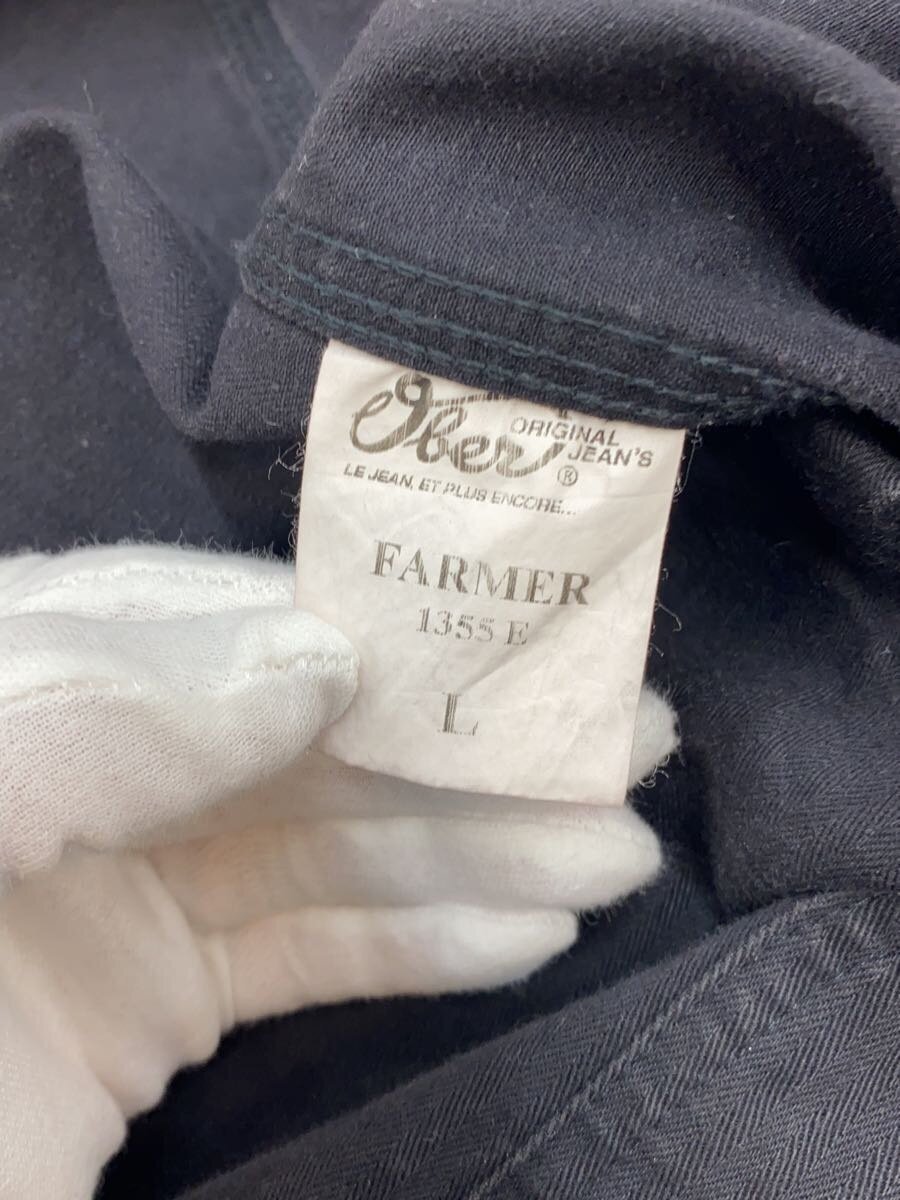 Ober
ORIGINAL
JEAN'S
®
LE JEAN, ET PLUS ENCORE...
FARMER
1355 E
L